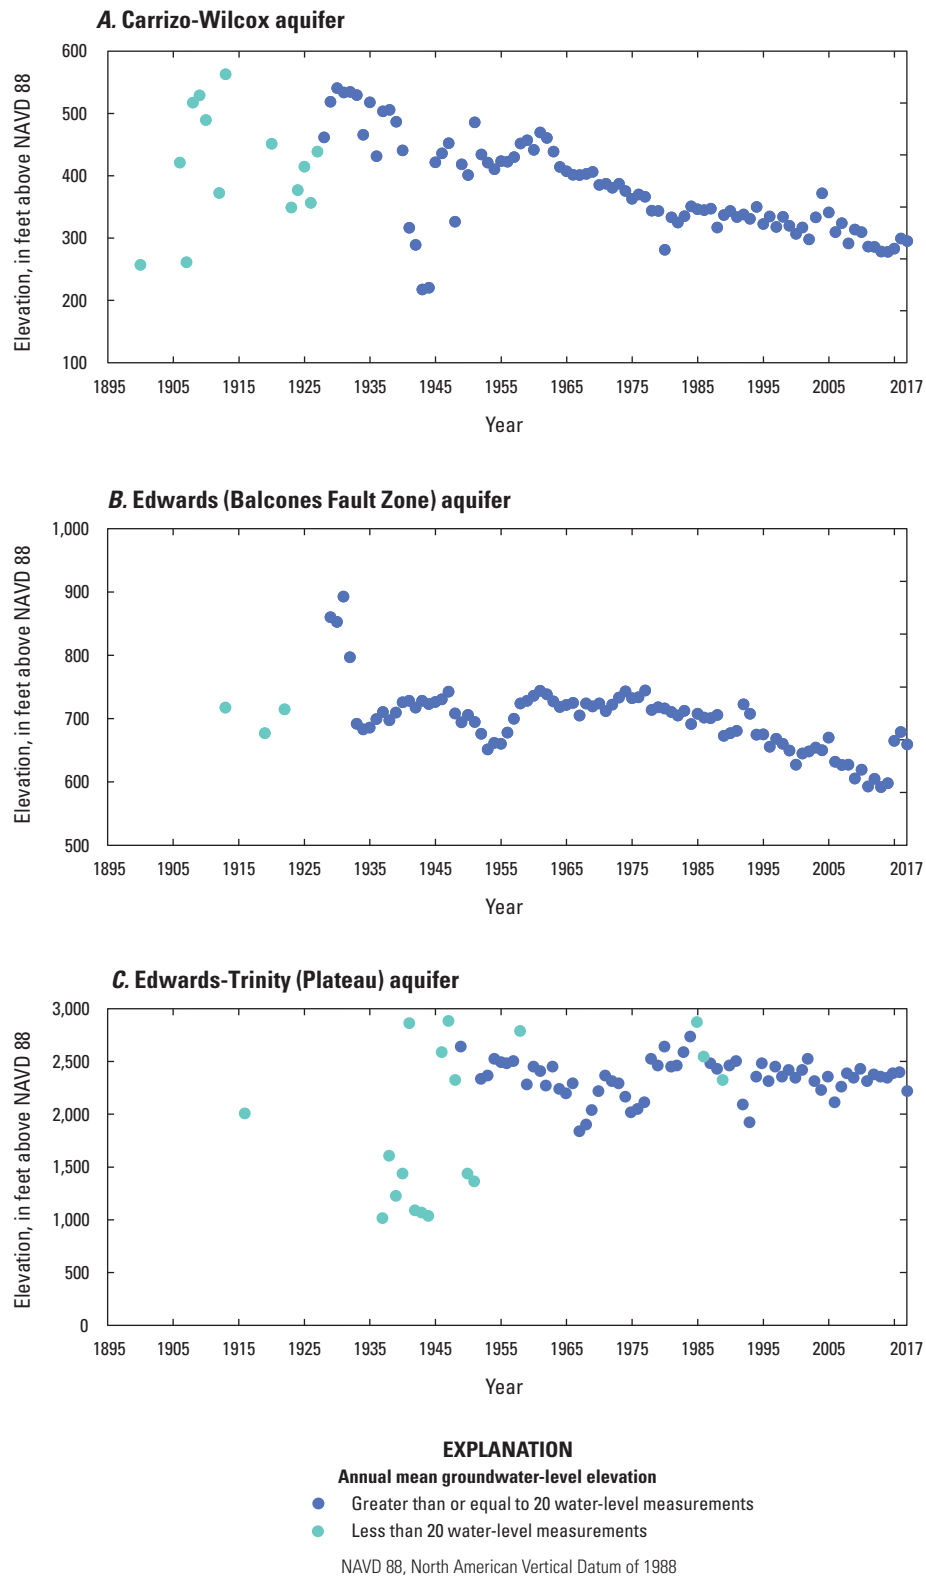 A. Carrizo-Wilcox aquifer
600
500
400
300
200
100
Elevation, in feet above NAVD 88
1895 1905 1915 1925 1935 1945 1955 1965 1975 1985 1995 2005 2017
Year
B. Edwards (Balcones Fault Zone) aquifer
1,000
900
800
700
600
500
Elevation, in feet above NAVD 88
1895 1905 1915 1925 1935 1945 1955 1965 1975 1985 1995 2005 2017
Year
C. Edwards-Trinity (Plateau) aquifer
3,000
2,500
2,000
1,500
1,000
500
0
Elevation, in feet above NAVD 88
1895 1905 1915 1925 1935 1945 1955 1965 1975 1985 1995 2005 2017
Year
EXPLANATION
Annual mean groundwater-level elevation
Greater than or equal to 20 water-level measurements
Less than 20 water-level measurements
NAVD 88, North American Vertical Datum of 1988